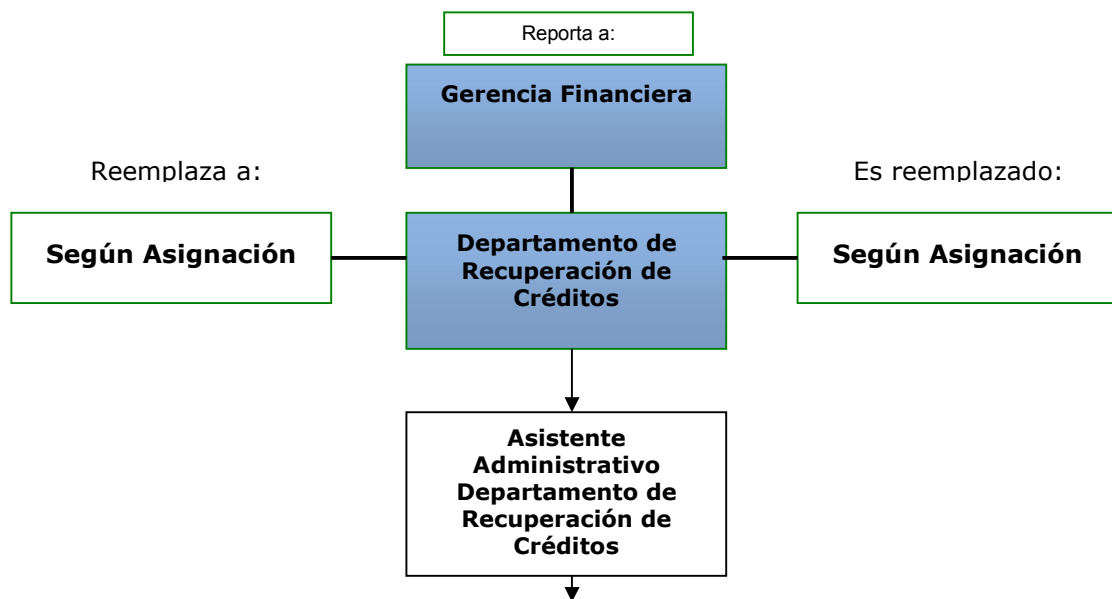 Reporta a:
Gerencia Financiera
Reemplaza a:
Es reemplazado:
Según Asignación
Departamento de
Recuperación de
Créditos
Según Asignación
Asistente
Administrativo
Departamento de
Recuperación de
Créditos